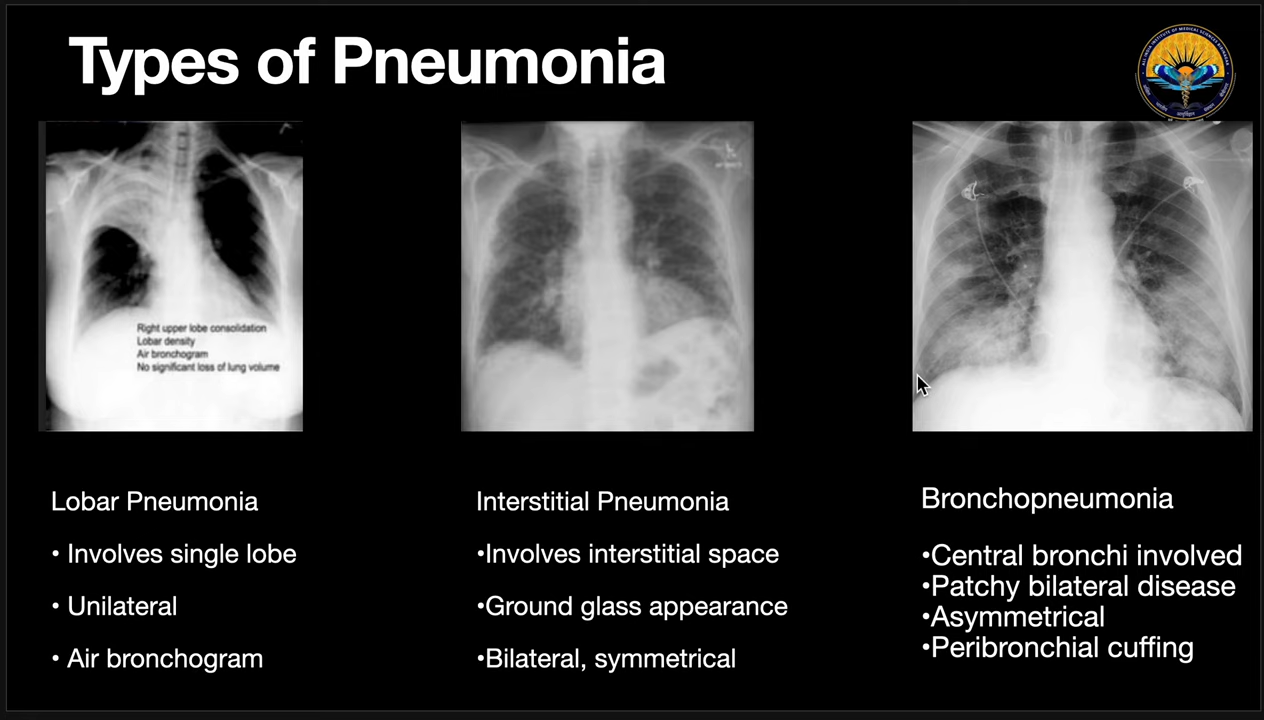 Types of Pneumonia
Right upper lobe consolidation
Lobar density
Air bronchogram
No significant loss of lung volume
Lobar Pneumonia
• Involves single lobe
• Unilateral
• Air bronchogram
Interstitial Pneumonia
•Involves interstitial space
•Ground glass appearance
•Bilateral, symmetrical
Bronchopneumonia
•Central bronchi involved
•Patchy bilateral disease
•Asymmetrical
•Peribronchial cuffing